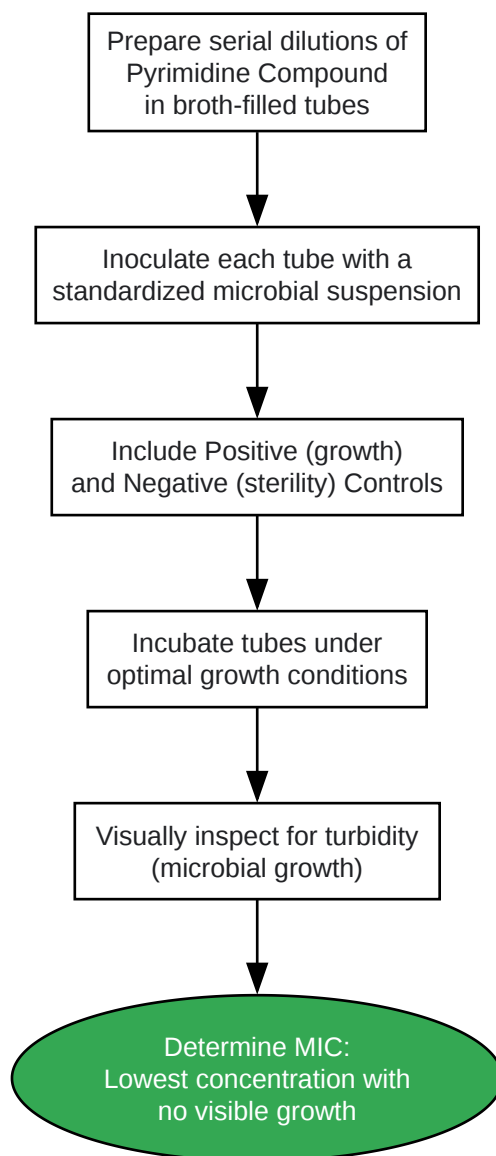 Prepare serial dilutions of
Pyrimidine Compound
in broth-filled tubes
Inoculate each tube with a
standardized microbial suspension
Include Positive (growth)
and Negative (sterility) Controls
Incubate tubes under
optimal growth conditions
Visually inspect for turbidity
(microbial growth)
Determine MIC:
Lowest concentration with
no visible growth